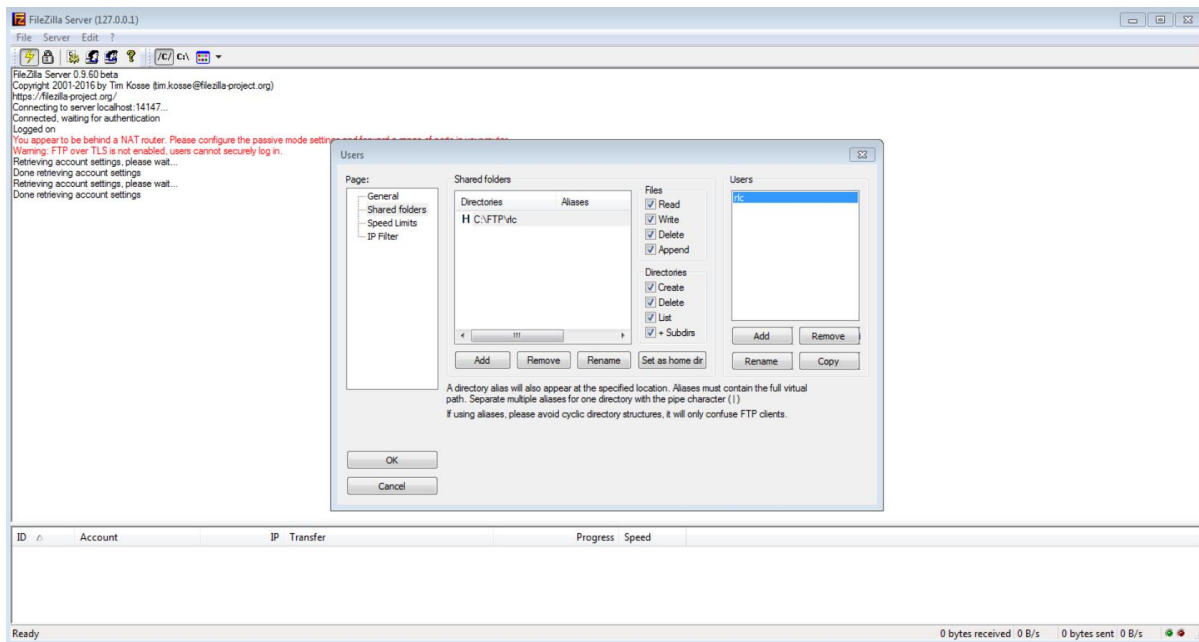 FileZilla Server (127.0.0.1)
File Server Edit ?
/C/ C:\
FileZilla Server 0.9.60 beta
Copyright 2001-2016 by Tim Kosse (tim.kosse@filezilla-project.org)
https://filezilla-project.org/
Connecting to server localhost:14147...
Connected, waiting for authentication
Logged on
You appear to be behind a NAT router. Please configure the passive mode settings
Warning: FTP over TLS is not enabled, users cannot securely log in.
Retrieving account settings, please wait...
Done retrieving account settings
Retrieving account settings, please wait...
Done retrieving account settings
Users
Page:
General
Shared folders
Speed Limits
IP Filter
OK
Cancel
Shared folders
Directories Aliases
H C:\FTP\rlc
Files
Read
Write
Delete
Append
Directories
Create
Delete
List
+ Subdirs
Add Remove Rename Set as home dir
Users
rlc
Add Remove
Rename Copy
A directory alias will also appear at the specified location. Aliases must contain the full virtual
path. Separate multiple aliases for one directory with the pipe character ( | )
If using aliases, please avoid cyclic directory structures, it will only confuse FTP clients.
ID Account IP Transfer Progress Speed
Ready 0 bytes received 0 B/s 0 bytes sent 0 B/s